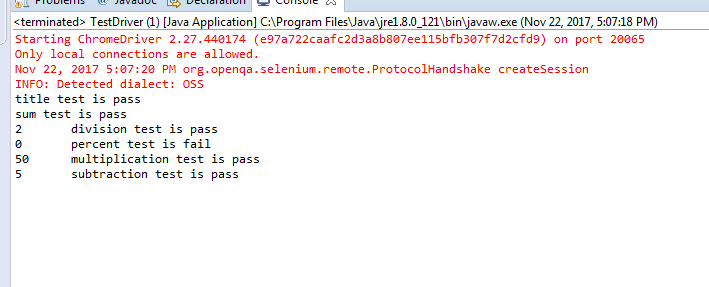 Problems @ Javadoc Declaration Console
<terminated> TestDriver (1) [Java Application] C:\Program Files\Java\jre1.8.0_121\bin\javaw.exe (Nov 22, 2017, 5:07:18 PM)
Starting ChromeDriver 2.27.440174 (e97a722caafc2d3a8b807ee115bfb307f7d2cfd9) on port 20065
Only local connections are allowed.
Nov 22, 2017 5:07:20 PM org.openqa.selenium.remote.ProtocolHandshake createSession
INFO: Detected dialect: OSS
title test is pass
sum test is pass
2 division test is pass
0 percent test is fail
50 multiplication test is pass
5 subtraction test is pass